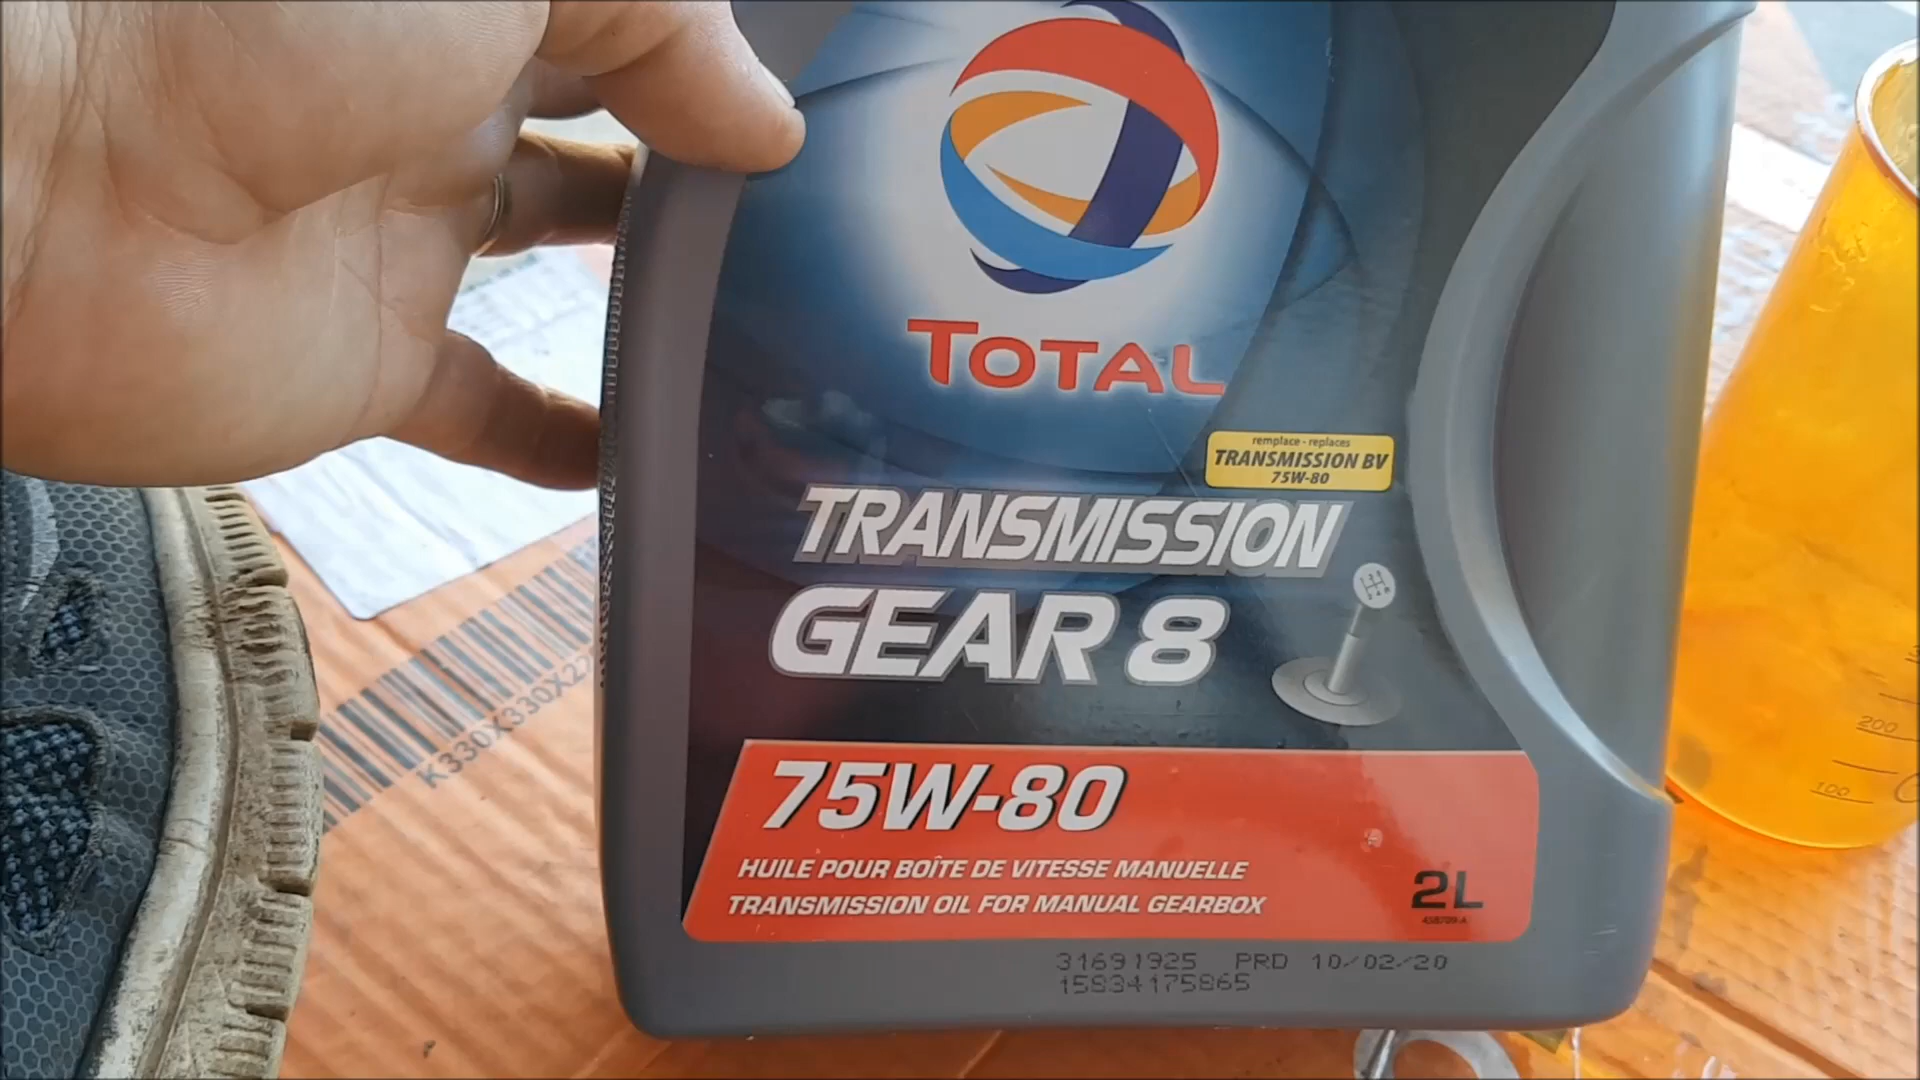 TOTAL
remplace - replaces
TRANSMISSION BV
75W-80
TRANSMISSION
GEAR 8
75W-80
HUILE POUR BOÎTE DE VITESSE MANUELLE
TRANSMISSION OIL FOR MANUAL GEARBOX
2L
31691925 PRD 10/02/20
15834175865
K330X330X27
200
100